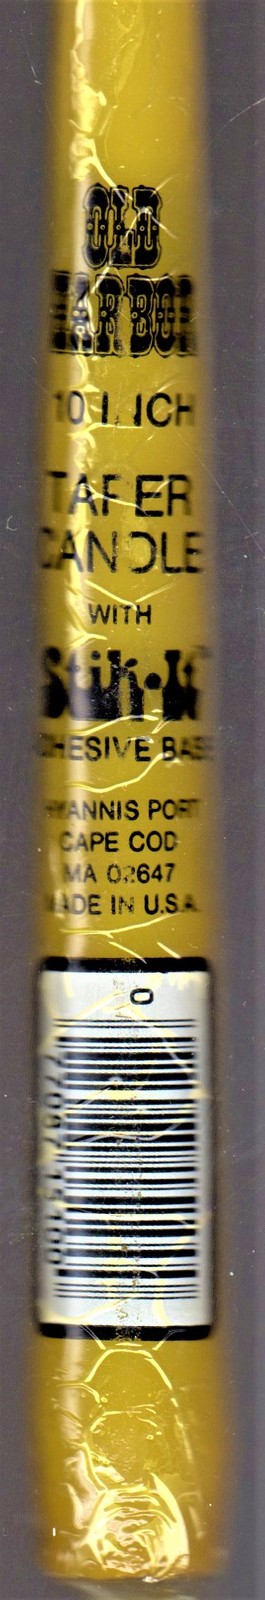 OLD
HARBOR
10 INCH
TAPER
CANDLE
WITH
Stik-It
ADHESIVE BASE
HYANNIS PORT
CAPE COD
MA 02647
MADE IN U.S.A.
0